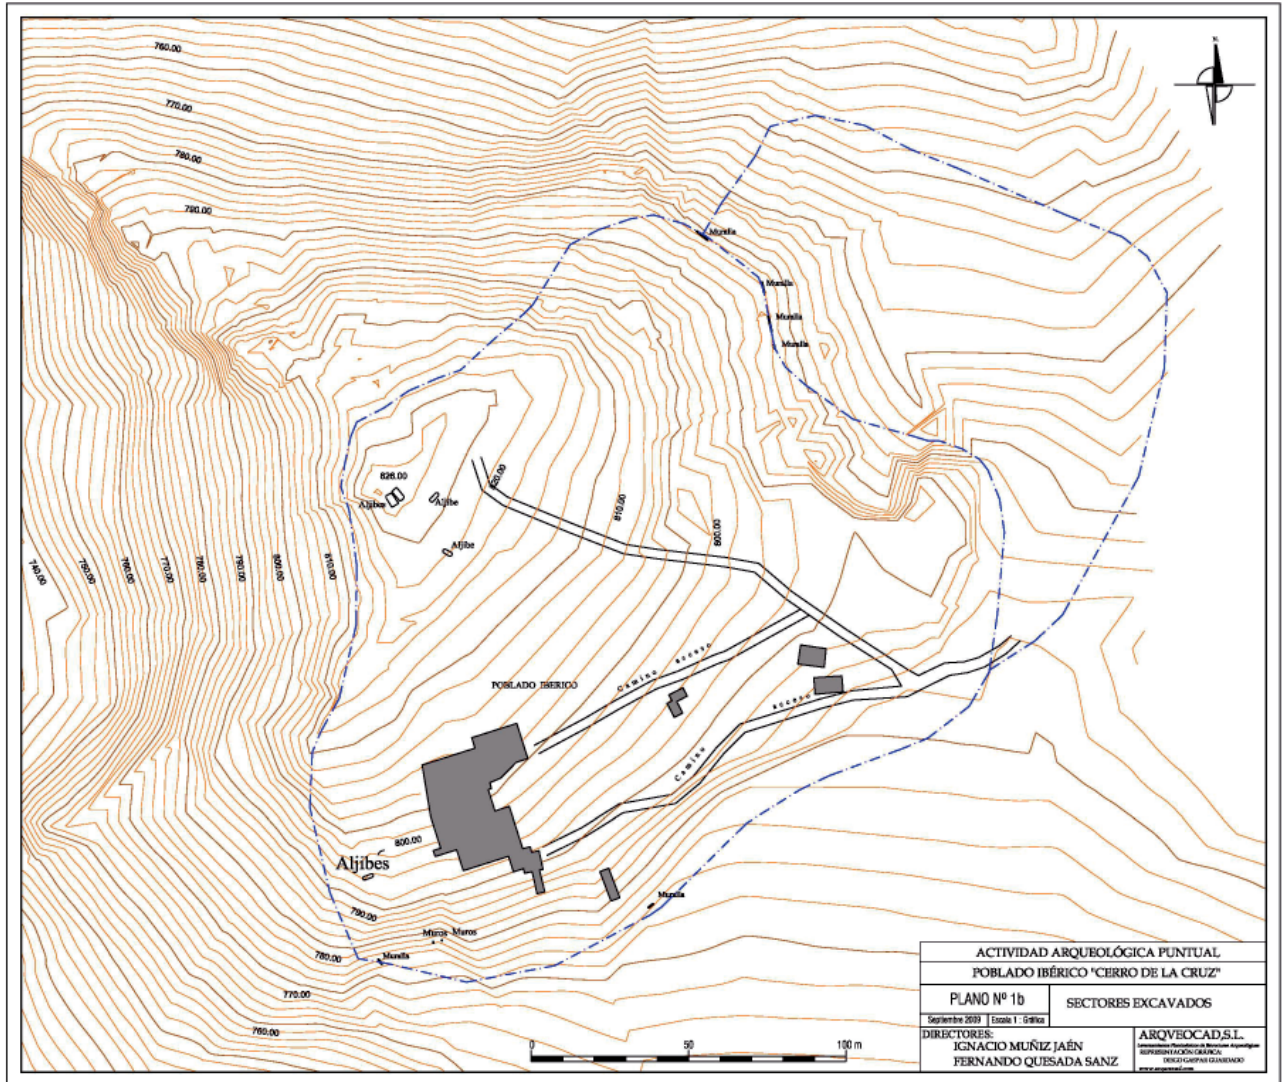 760.00
770.00
780.00
790.00
N.
Muralla
Muralla
Muralla
Muralla
826.00
820.00
Aljibes
Aljibe
810.00
800.00
Aljibe
740.00
750.00
760.00
770.00
780.00
790.00
800.00
810.00
Camino acceso
POBLADO IBERICO
Camino acceso
800.00
Aljibes
790.00
Muralla
Muros Muros
780.00
Muralla
770.00
760.00
0 50 100 m
ACTIVIDAD ARQUEOLÓGICA PUNTUAL
POBLADO IBÉRICO "CERRO DE LA CRUZ"
PLANO Nº 1b
SECTORES EXCAVADOS
Septiembre 2009 Escala 1 : Gráfica
DIRECTORES:
IGNACIO MUÑIZ JAÉN
FERNANDO QUESADA SANZ
ARQVEOCAD,S.L.
REPRESENTACIÓN GRÁFICA:
DIEGO GASPAR GUARDADO